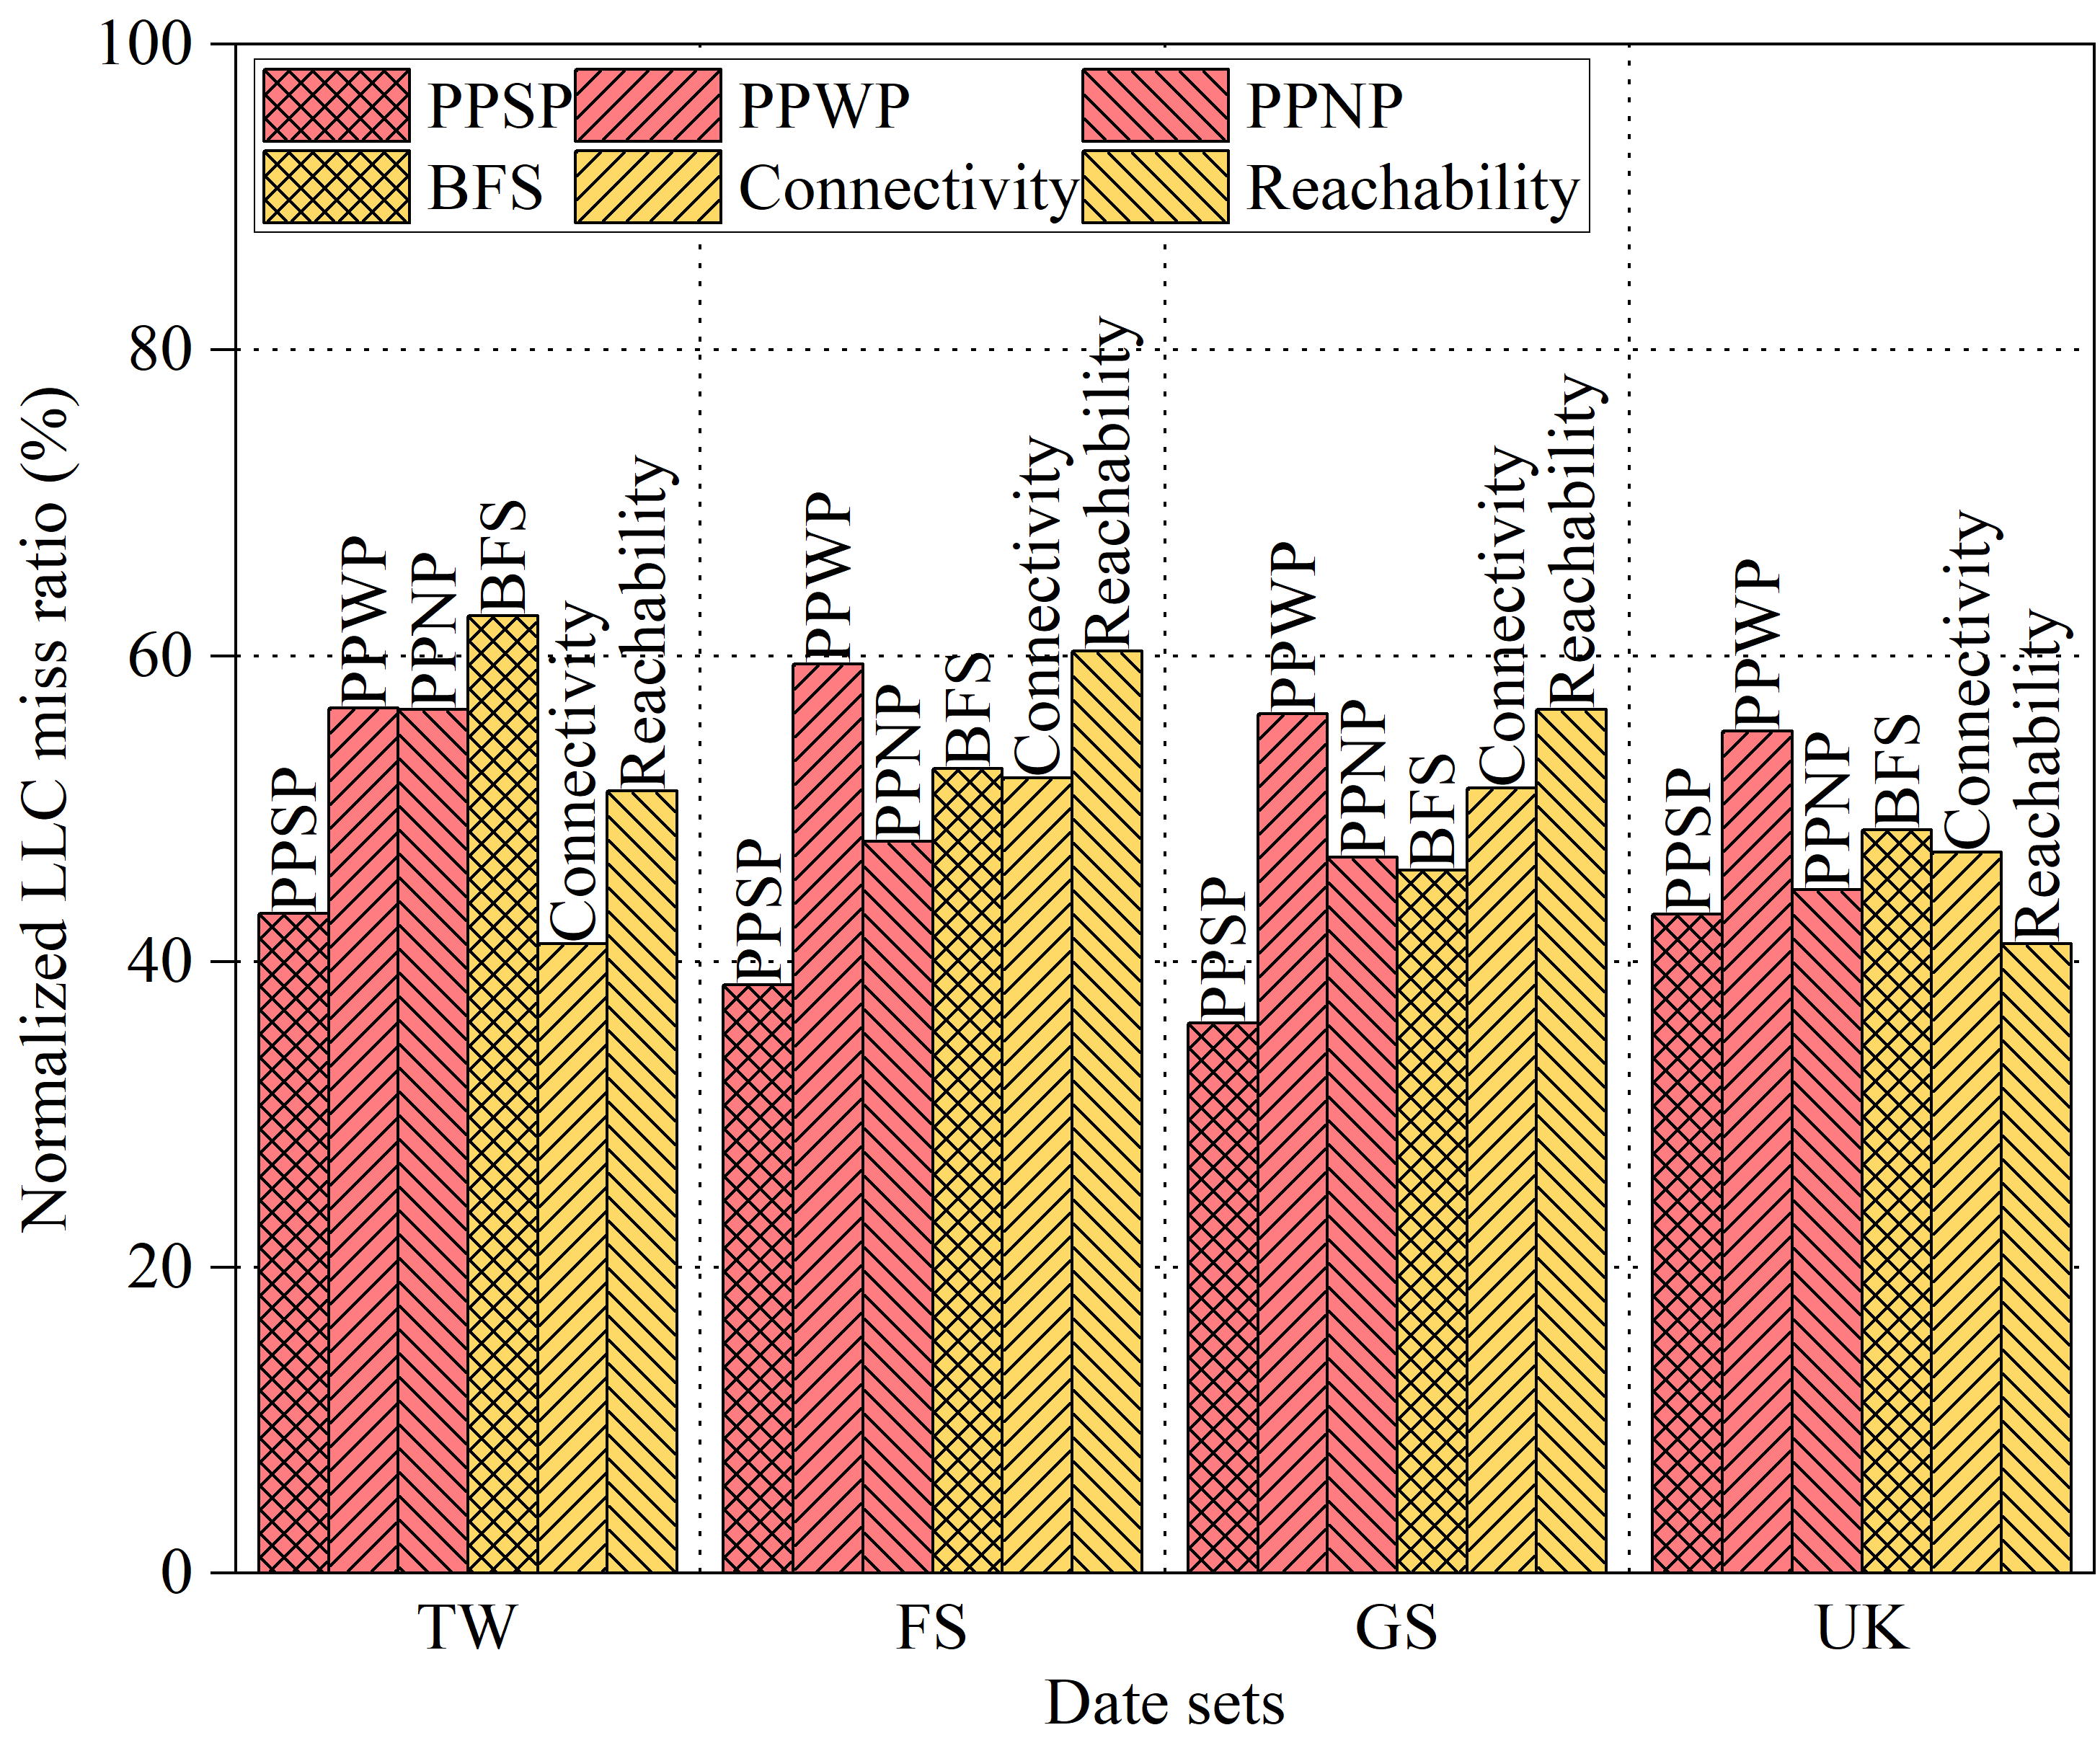 100
80
60
40
20
0
Normalized LLC miss ratio (%)
PPSP PPWP PPNP
BFS Connectivity Reachability
PPSP PPWP PPNP BFS Connectivity Reachability
PPSP PPWP PPNP BFS Connectivity Reachability
PPSP PPWP PPNP BFS Connectivity Reachability
PPSP PPWP PPNP BFS Connectivity Reachability
TW FS GS UK
Date sets